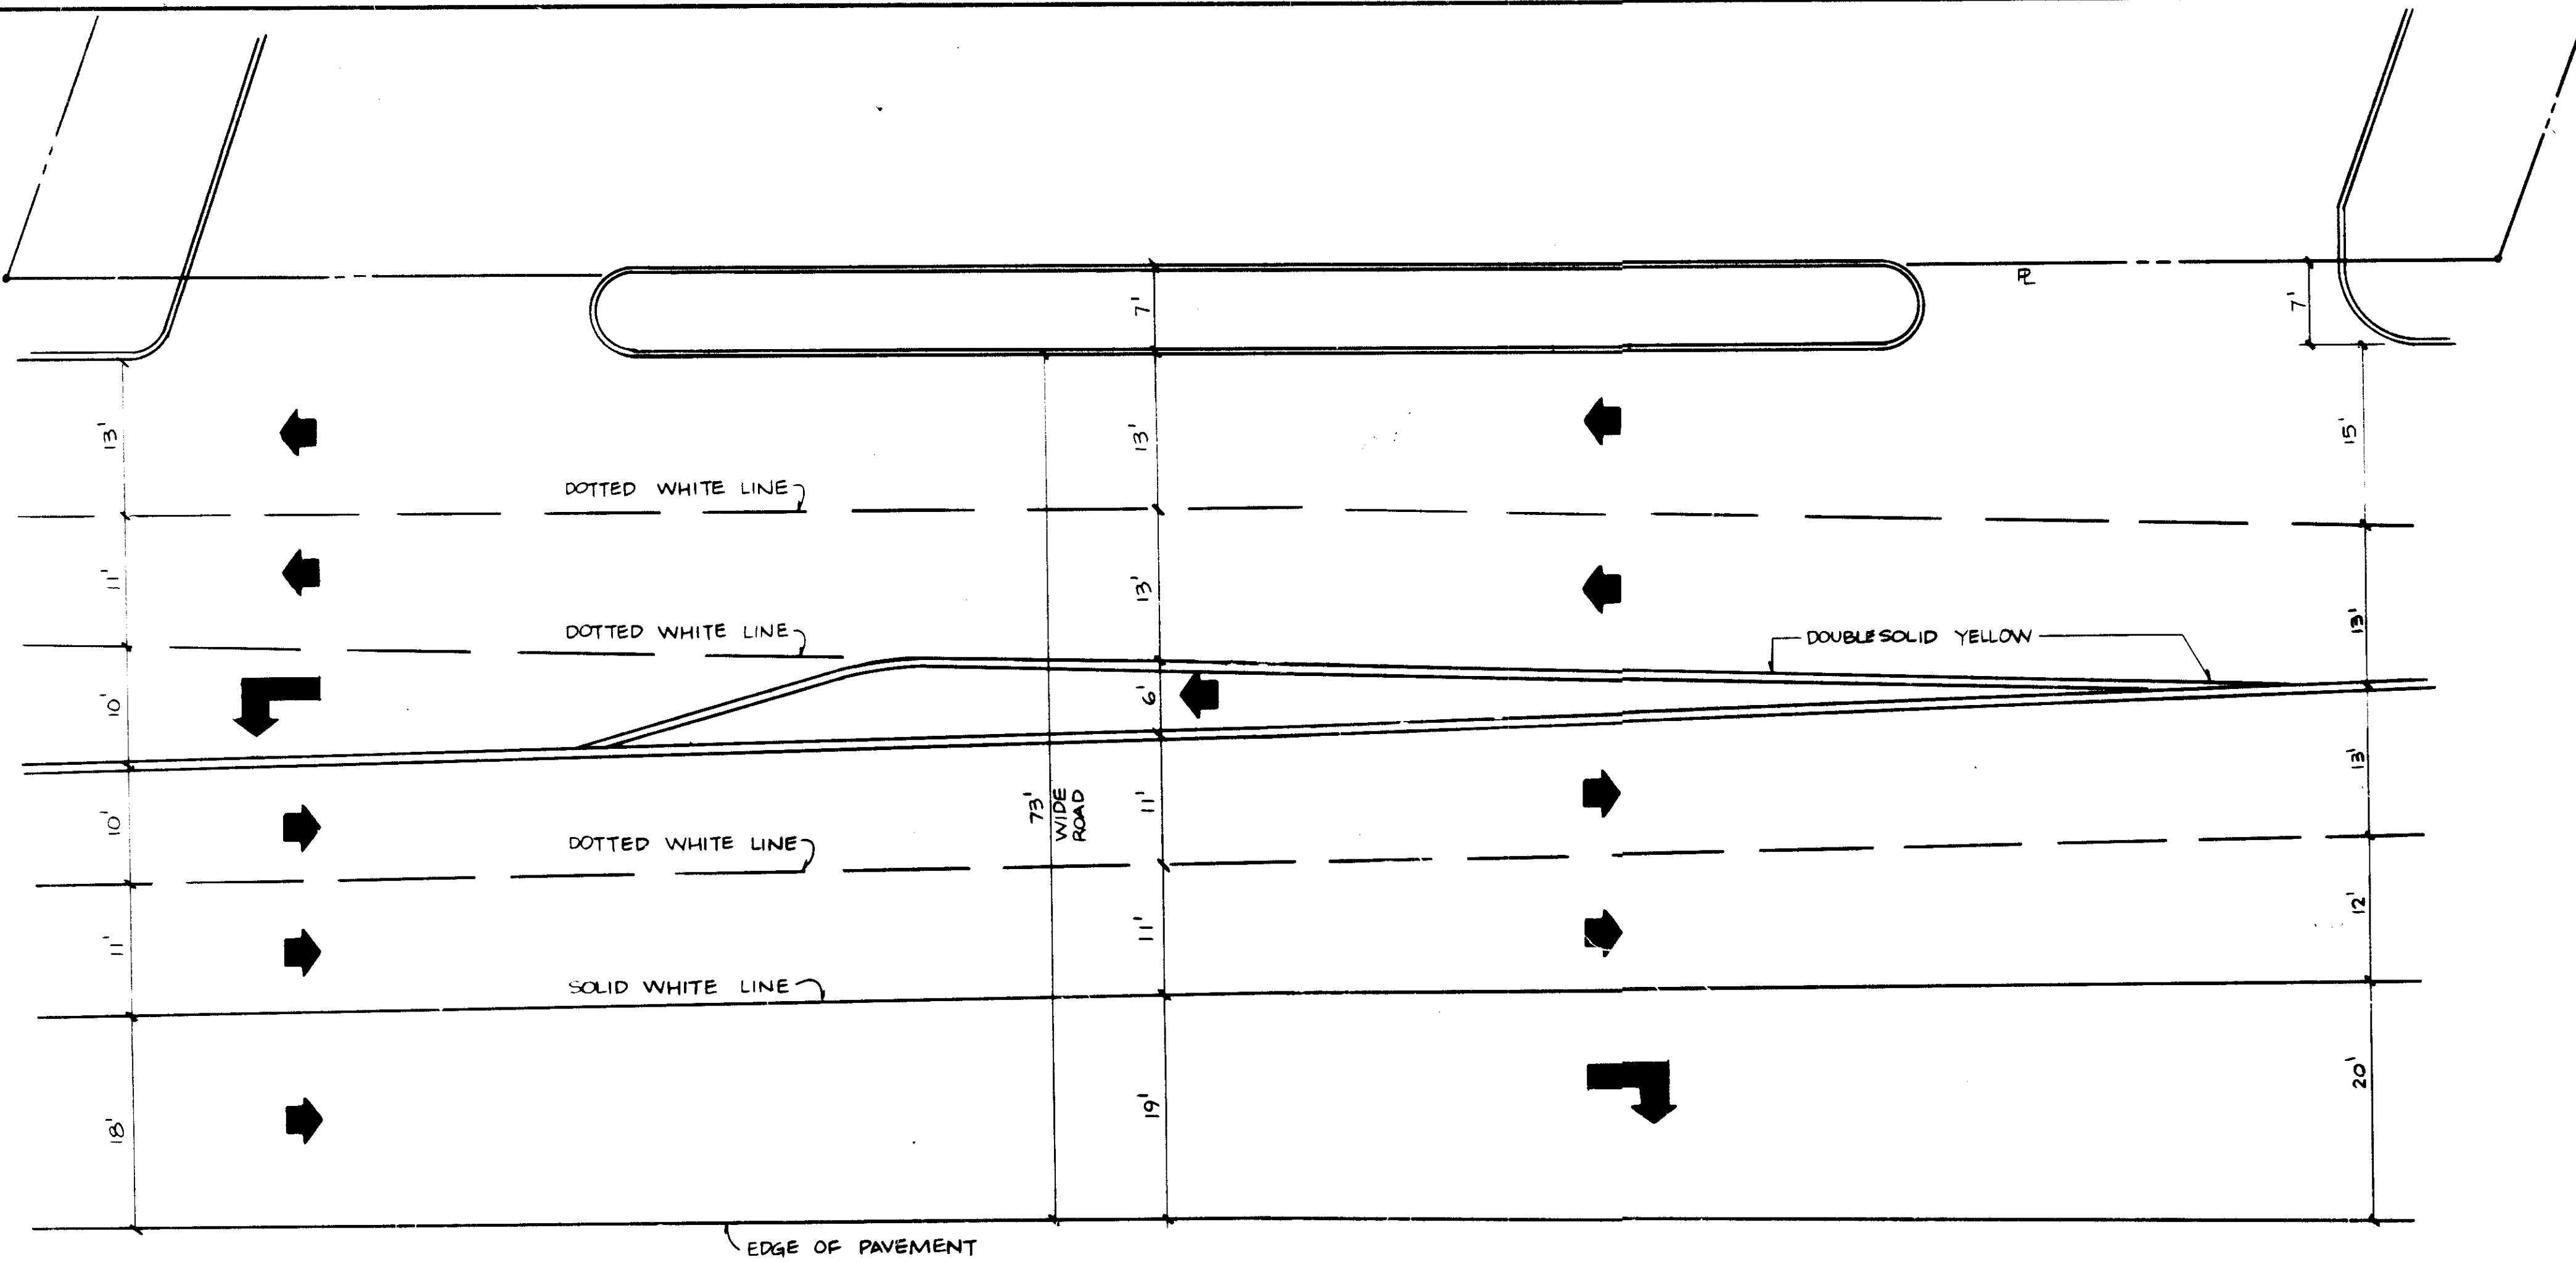 PL
7'
7'
13'
13'
15'
DOTTED WHITE LINE
11'
13'
13'
DOTTED WHITE LINE
DOUBLE SOLID YELLOW
10'
6'
13'
10'
73'
WIDE
ROAD
11'
DOTTED WHITE LINE
12'
11'
11'
SOLID WHITE LINE
18'
19'
20'
EDGE OF PAVEMENT